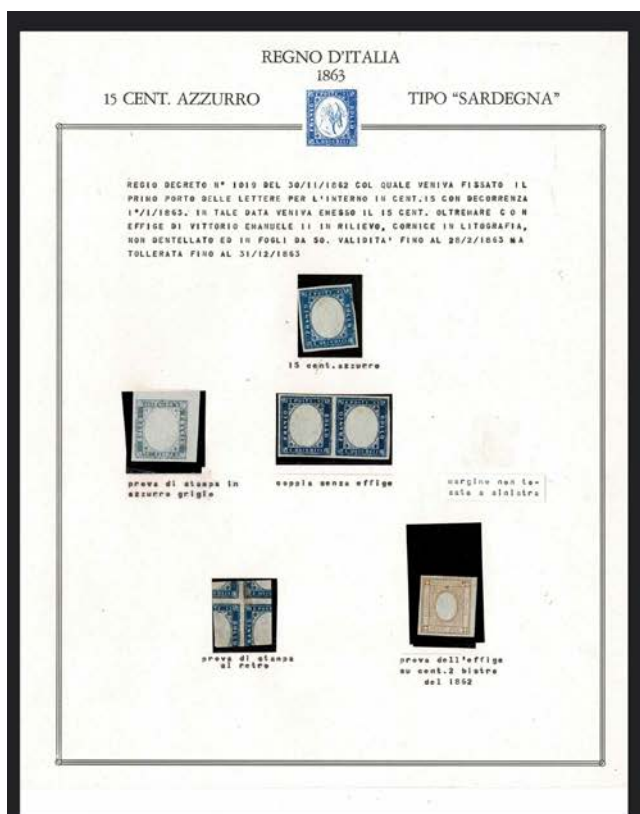 REGNO D'ITALIA
1863
15 CENT. AZZURRO
TIPO "SARDEGNA"
REGIO DECRETO N° 1019 DEL 30/11/1862 COL QUALE VENIVA FISSATO IL
PRIMO PORTO DELLE LETTERE PER L'INTERNO IN CENT.15 CON DECORRENZA
1°/1/1863. IN TALE DATA VENIVA EMESSO IL 15 CENT. OLTREMARE CON
EFFIGE DI VITTORIO EMANUELE II IN RILIEVO, CORNICE IN LITOGRAFIA,
NON DENTELLATO ED IN FOGLI DA 50. VALIDITA' FINO AL 28/2/1863 MA
TOLLERATA FINO AL 31/12/1863
15 cent.azzurro
prova di stampa in
azzurro grigio
coppia senza effige
margine non to-
sato a sinistra
prova di stampa
al retro
prova dell'effige
su cent.2 bistro
del 1862